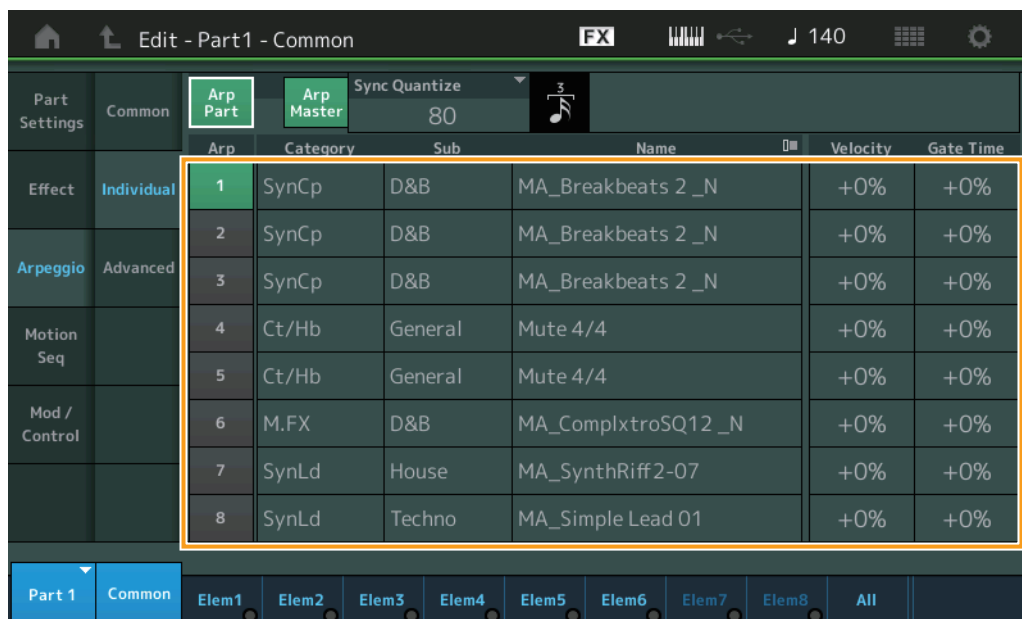 Edit - Part1 - Common FX ♩ 140
Part Settings Common Arp Part Arp Master Sync Quantize 80 3
Arp Category Sub Name Velocity Gate Time
Effect Individual 1 SynCp D&B MA_Breakbeats 2 _N +0% +0%
2 SynCp D&B MA_Breakbeats 2 _N +0% +0%
Arpeggio Advanced 3 SynCp D&B MA_Breakbeats 2 _N +0% +0%
Motion Seq 4 Ct/Hb General Mute 4/4 +0% +0%
5 Ct/Hb General Mute 4/4 +0% +0%
Mod / Control 6 M.FX D&B MA_ComplxtroSQ12 _N +0% +0%
7 SynLd House MA_SynthRiff2-07 +0% +0%
8 SynLd Techno MA_Simple Lead 01 +0% +0%
Part 1 Common Elem1 Elem2 Elem3 Elem4 Elem5 Elem6 Elem7 Elem8 All